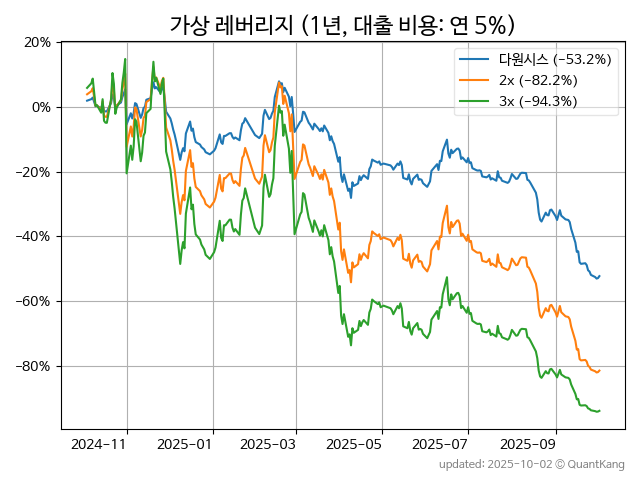 가상 레버리지 (1년, 대출 비용: 연 5%)
20%
0%
−20%
−40%
−60%
−80%
다원시스 (−53.2%)
2x (−82.2%)
3x (−94.3%)
2024-11
2025-01
2025-03
2025-05
2025-07
2025-09
updated: 2025-10-02 © QuantKang